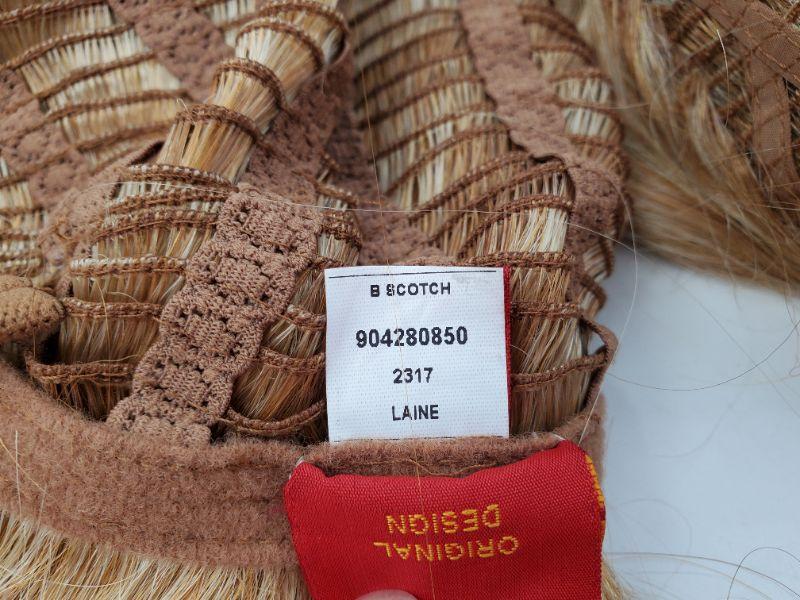 B SCOTCH
904280850
2317
LAINE
ORIGINAL
DESIGN